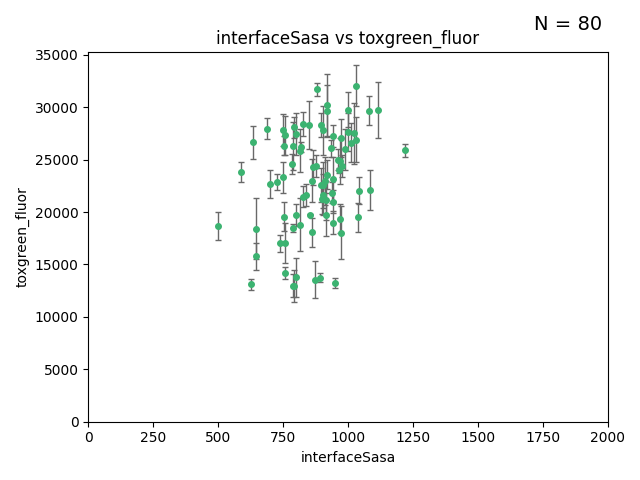 N = 80
interfaceSasa vs toxgreen_fluor
35000
30000
25000
20000
15000
10000
5000
0
toxgreen_fluor
0 250 500 750 1000 1250 1500 1750 2000
interfaceSasa